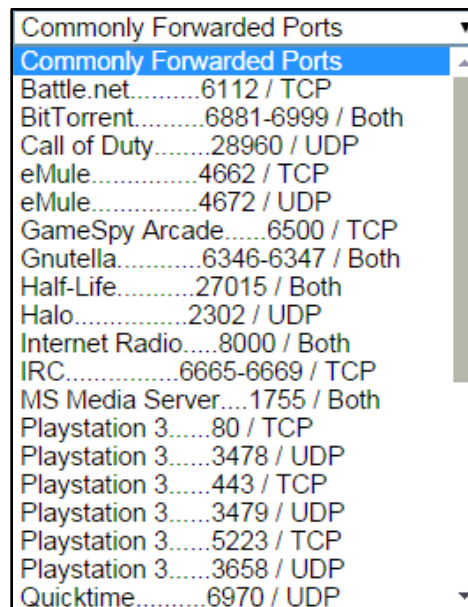 Commonly Forwarded Ports
Commonly Forwarded Ports
Battle.net..........6112 / TCP
BitTorrent..........6881-6999 / Both
Call of Duty........28960 / UDP
eMule...............4662 / TCP
eMule...............4672 / UDP
GameSpy Arcade......6500 / TCP
Gnutella............6346-6347 / Both
Half-Life...........27015 / Both
Halo................2302 / UDP
Internet Radio.....8000 / Both
IRC................6665-6669 / TCP
MS Media Server....1755 / Both
Playstation 3......80 / TCP
Playstation 3......3478 / UDP
Playstation 3......443 / TCP
Playstation 3......3479 / UDP
Playstation 3......5223 / TCP
Playstation 3......3658 / UDP
Quicktime..........6970 / UDP